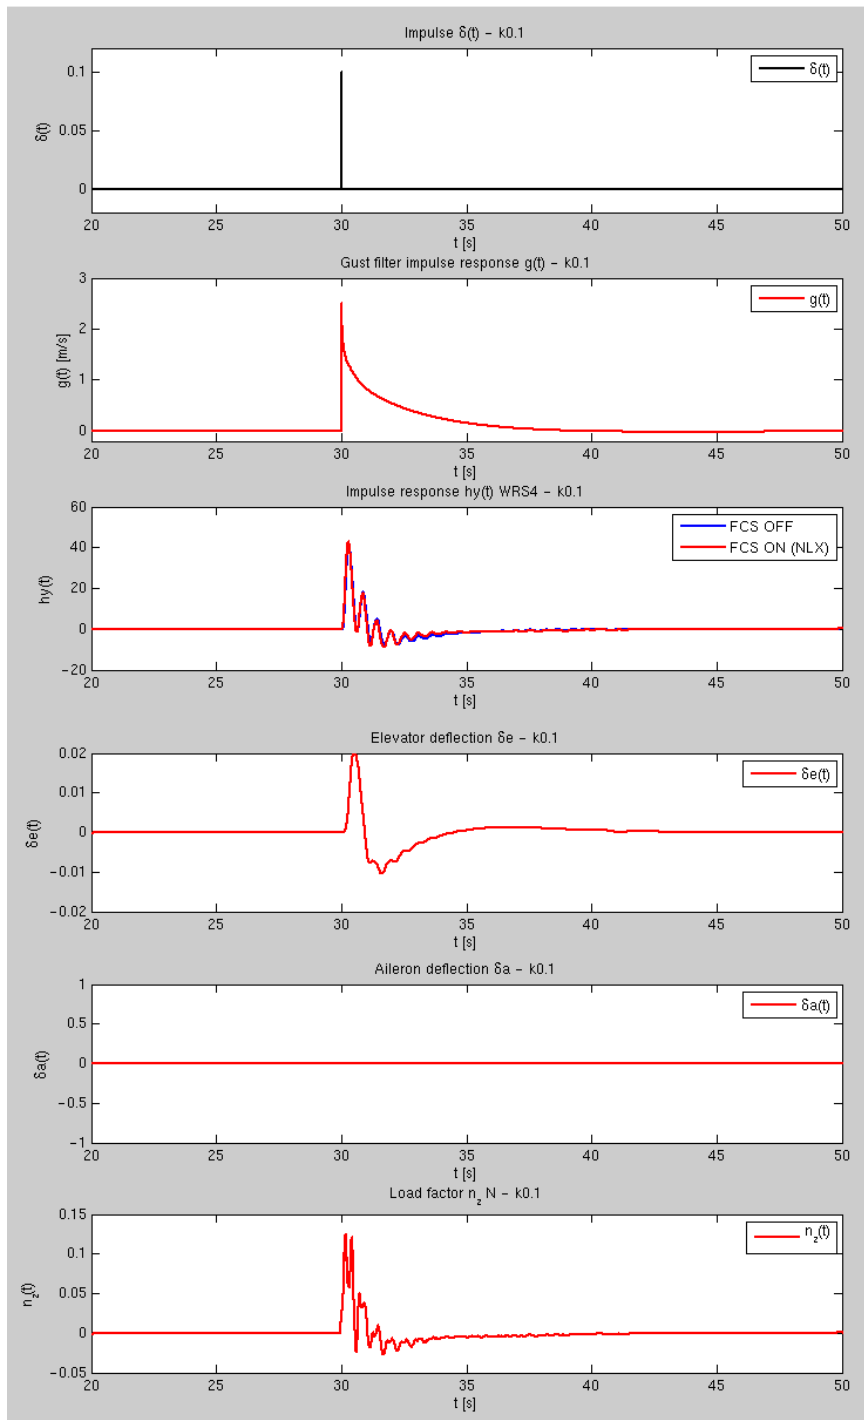 Impulse δ(t) − k0.1
δ(t)
0.1
0.05
0
δ(t)
20 25 30 35 40 45 50
t [s]
Gust filter impulse response g(t) − k0.1
g(t)
3
2
1
0
g(t) [m/s]
20 25 30 35 40 45 50
t [s]
Impulse response hy(t) WRS4 − k0.1
FCS OFF
FCS ON (NLX)
60
40
20
0
−20
hy(t)
20 25 30 35 40 45 50
t [s]
Elevator deflection δe − k0.1
δe(t)
0.02
0.01
0
−0.01
−0.02
δe(t)
20 25 30 35 40 45 50
t [s]
Aileron deflection δa − k0.1
δa(t)
1
0.5
0
−0.5
−1
δa(t)
20 25 30 35 40 45 50
t [s]
Load factor n_z N − k0.1
n_z(t)
0.15
0.1
0.05
0
−0.05
n_z(t)
20 25 30 35 40 45 50
t [s]